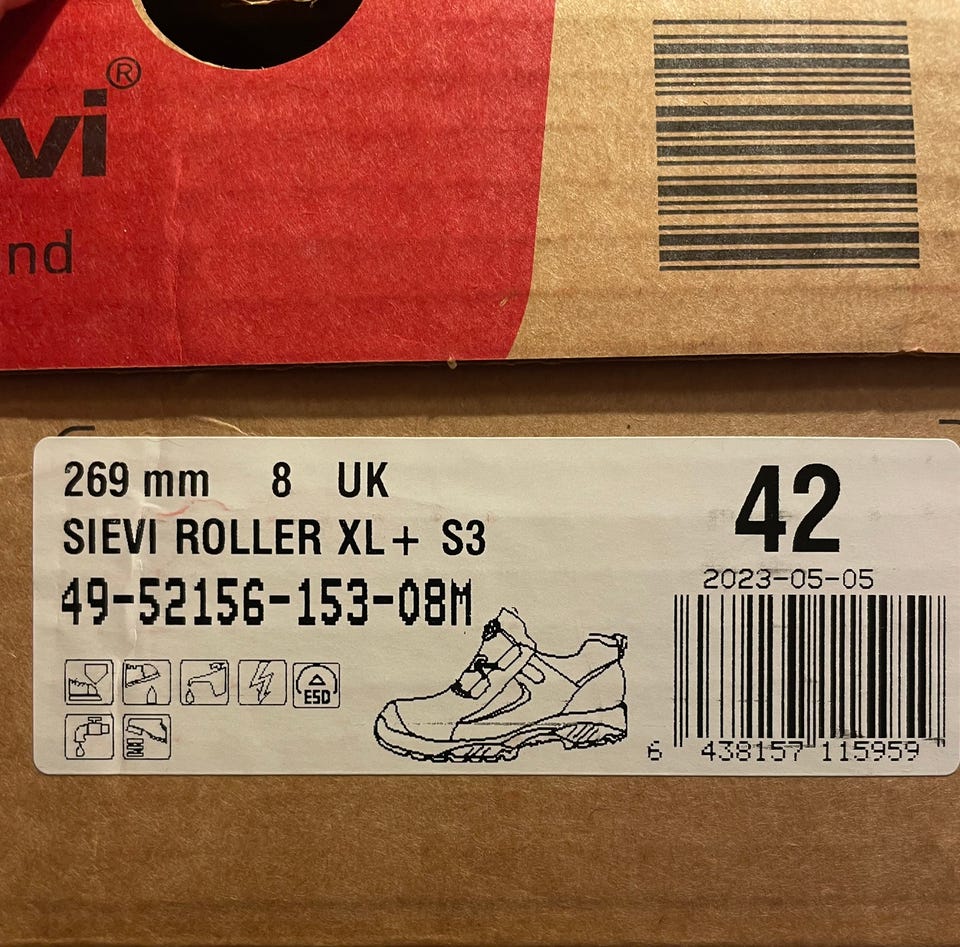 vi®
nd
269 mm 8 UK
SIEVI ROLLER XL+ S3
49-52156-153-08M
42
2023-05-05
ESD
6 438157 115959